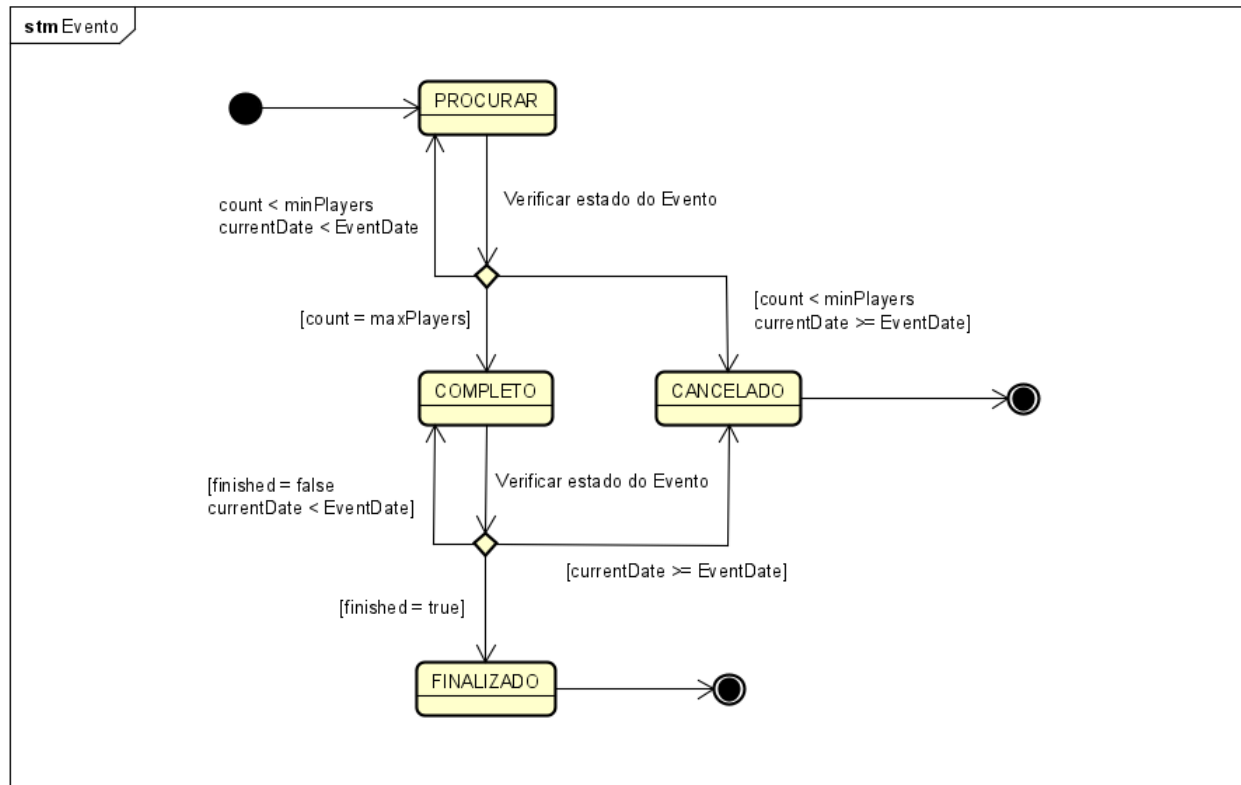 stm Evento
PROCURAR
Verificar estado do Evento
count < minPlayers
currentDate < EventDate
[count = maxPlayers]
[count < minPlayers
currentDate >= EventDate]
COMPLETO
CANCELADO
[finished = false
currentDate < EventDate]
Verificar estado do Evento
[currentDate >= EventDate]
[finished = true]
FINALIZADO